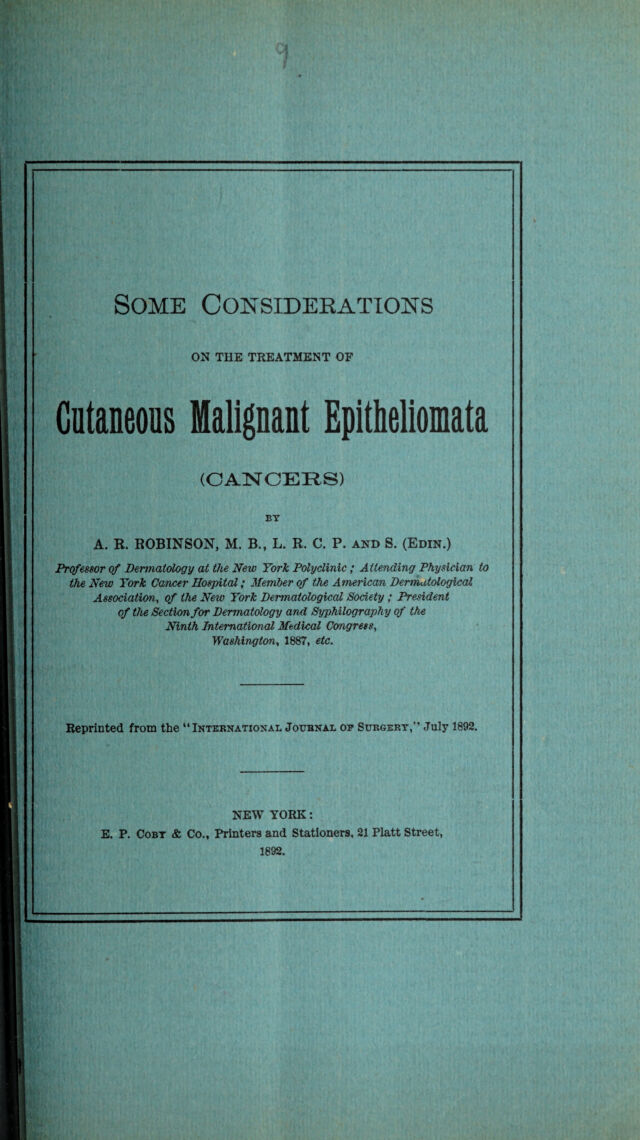 9
SOME CONSIDERATIONS
ON THE TREATMENT OF
Cutaneous Malignant Epitheliomata
(CANCERS)
BY
A. R. ROBINSON, M. B., L. R. C. P. AND S. (EDIN.)
Professor of Dermatology at the New York Polyclinic ; Attending Physician to
the New York Cancer Hospital ; Member of the American Dermatological
Association, of the New York Dermatological Society ; President
of the Section for Dermatology and Syphilography of the
Ninth International Medical Congress,
Washington, 1887, etc.
Reprinted from the "INTERNATIONAL JOURNAL OF SURGERY," July 1892.
NEW YORK:
E. P. COBY & Co., Printers and Stationers, 21 Platt Street,
1892.